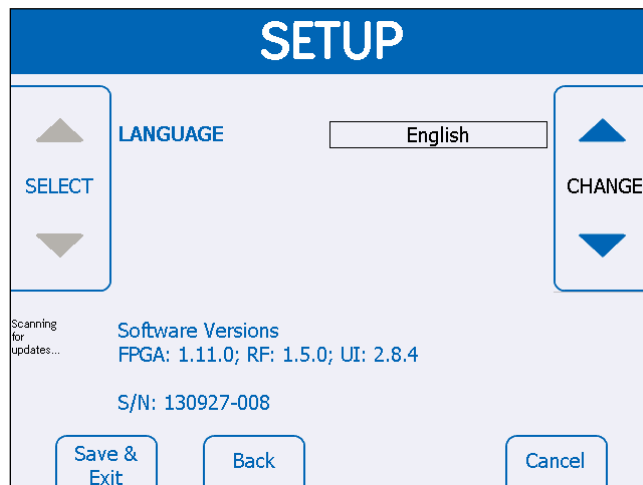 SETUP
LANGUAGE
English
SELECT
CHANGE
Scanning
for
updates...
Software Versions
FPGA: 1.11.0; RF: 1.5.0; UI: 2.8.4
S/N: 130927-008
Save &
Exit
Back
Cancel